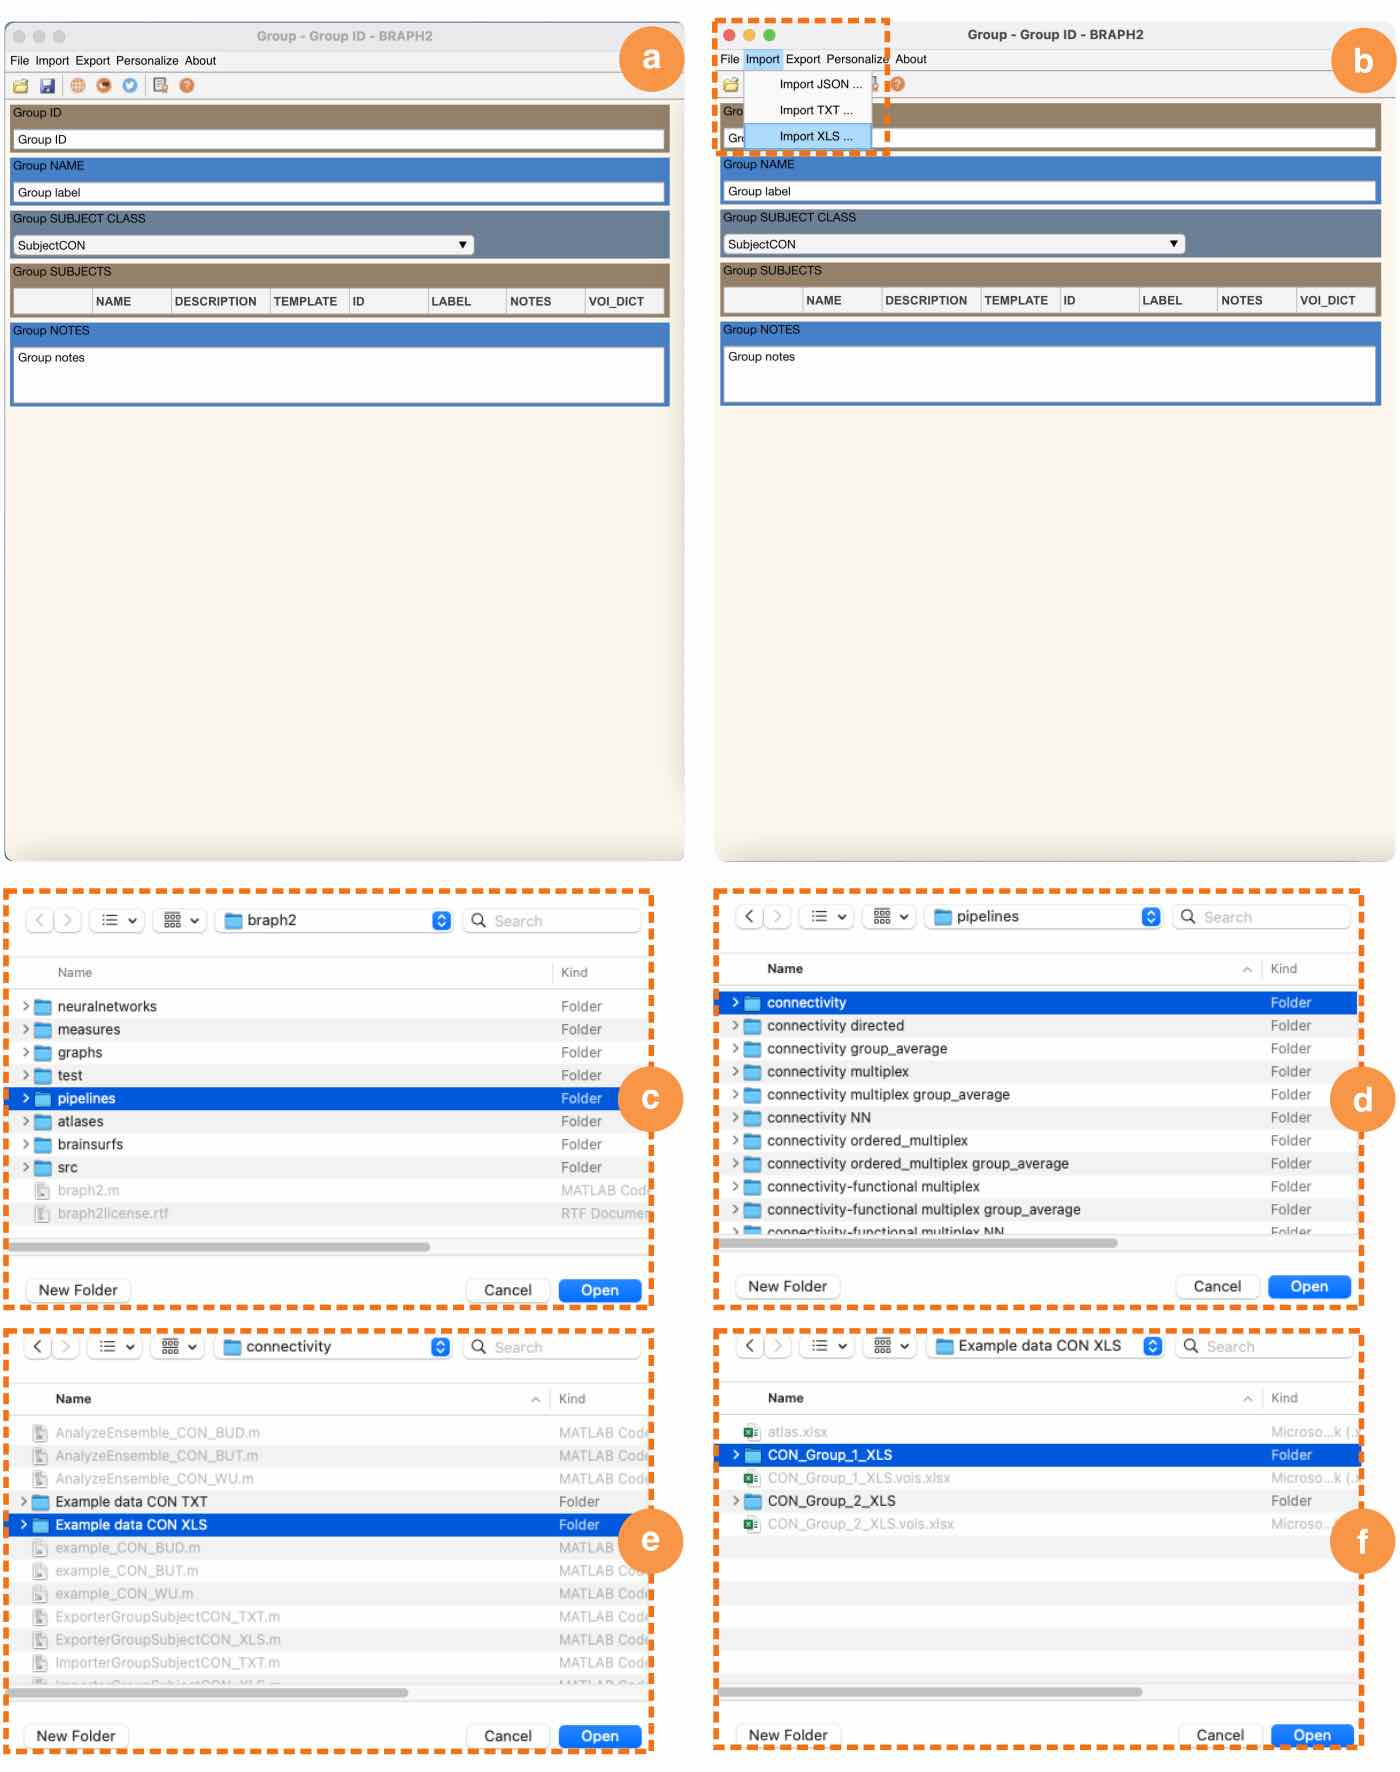 Group - Group ID - BRAPH2
a
File Import Export Personalize About
Group ID
Group ID
Group NAME
Group label
Group SUBJECT CLASS
SubjectCON
Group SUBJECTS
NAME DESCRIPTION TEMPLATE ID LABEL NOTES VOI_DICT
Group NOTES
Group notes
Group - Group ID - BRAPH2
b
File Import Export Personalize About
Import JSON ...
Import TXT ...
Import XLS ...
Group NAME
Group label
Group SUBJECT CLASS
SubjectCON
Group SUBJECTS
NAME DESCRIPTION TEMPLATE ID LABEL NOTES VOI_DICT
Group NOTES
Group notes
braph2 Search
Name Kind
neuralnetworks Folder
measures Folder
graphs Folder
test Folder
pipelines Folder
c
atlases Folder
brainsurfs Folder
src Folder
braph2.m MATLAB Code
braph2license.rtf RTF Documen
New Folder Cancel Open
pipelines Search
Name Kind
connectivity Folder
connectivity directed Folder
connectivity group_average Folder
connectivity multiplex Folder
connectivity multiplex group_average Folder
d
connectivity NN Folder
connectivity ordered_multiplex Folder
connectivity ordered_multiplex group_average Folder
connectivity-functional multiplex Folder
connectivity-functional multiplex group_average Folder
connectivity-functional multiplex NN Folder
New Folder Cancel Open
connectivity Search
Name Kind
AnalyzeEnsemble_CON_BUD.m MATLAB Code
AnalyzeEnsemble_CON_BUT.m MATLAB Code
AnalyzeEnsemble_CON_WU.m MATLAB Code
Example data CON TXT Folder
Example data CON XLS Folder
e
example_CON_BUD.m MATLAB
example_CON_BUT.m MATLAB Co
example_CON_WU.m MATLAB Code
ExporterGroupSubjectCON_TXT.m MATLAB Code
ExporterGroupSubjectCON_XLS.m MATLAB Code
ImporterGroupSubjectCON_TXT.m MATLAB Code
New Folder Cancel Open
Example data CON XLS Search
Name Kind
atlas.xlsx Microso...k (.x
CON_Group_1_XLS Folder
CON_Group_1_XLS.vois.xlsx Microso...k (.x
CON_Group_2_XLS Folder
CON_Group_2_XLS.vois.xlsx Microso...
f
New Folder Cancel Open